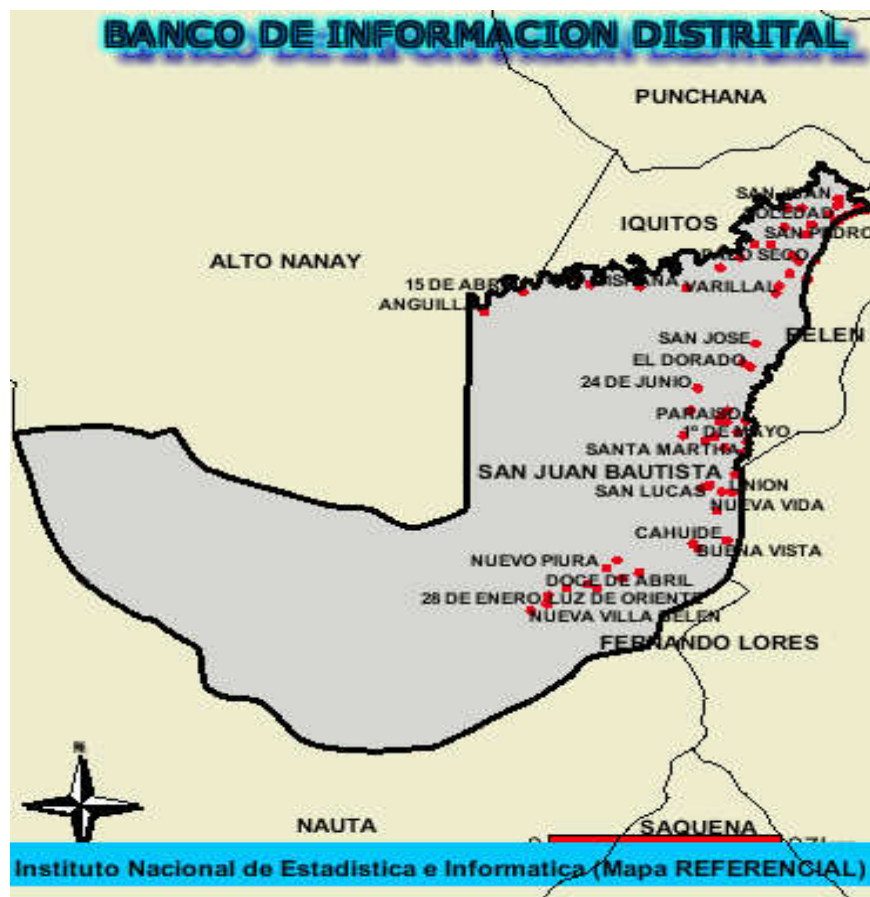 BANCO DE INFORMACION DISTRITAL
PUNCHANA
SAN JUAN
SOLEDAD
IQUITOS
SAN PEDRO
PALO SECO
ALTO NANAY
15 DE ABRIL
VARILLAL
ANGUILLA
BELEN
SAN JOSE
EL DORADO
24 DE JUNIO
PARAISO
1º DE MAYO
SANTA MARTHA
SAN JUAN BAUTISTA
UNION
SAN LUCAS
NUEVA VIDA
CAHUIDE
BUENA VISTA
NUEVO PIURA
DOCE DE ABRIL
28 DE ENERO LUZ DE ORIENTE
NUEVA VILLA BELEN
FERNANDO LORES
N
NAUTA
SAQUENA
Instituto Nacional de Estadistica e Informatica (Mapa REFERENCIAL)